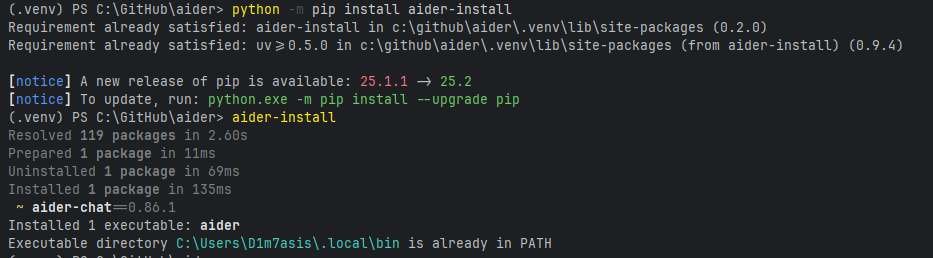 (.venv) PS C:\GitHub\aider> python -m pip install aider-install
Requirement already satisfied: aider-install in c:\github\aider\.venv\lib\site-packages (0.2.0)
Requirement already satisfied: uv>=0.5.0 in c:\github\aider\.venv\lib\site-packages (from aider-install) (0.9.4)
[notice] A new release of pip is available: 25.1.1 -> 25.2
[notice] To update, run: python.exe -m pip install --upgrade pip
(.venv) PS C:\GitHub\aider> aider-install
Resolved 119 packages in 2.60s
Prepared 1 package in 11ms
Uninstalled 1 package in 69ms
Installed 1 package in 135ms
~ aider-chat==0.86.1
Installed 1 executable: aider
Executable directory C:\Users\D1m7asis\.local\bin is already in PATH